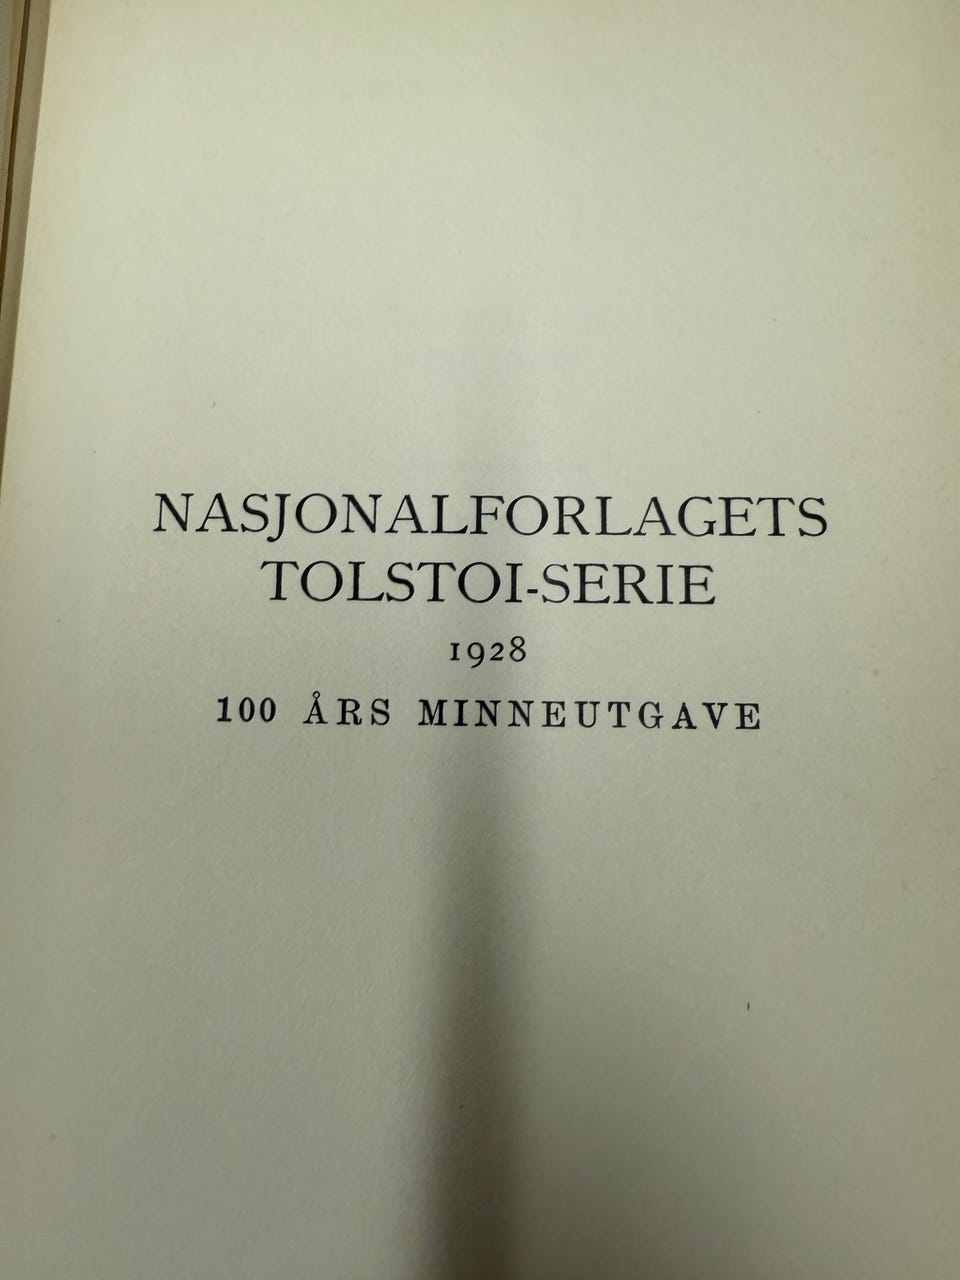 NASJONALFORLAGETS
TOLSTOI-SERIE
1928
100 ÅRS MINNEUTGAVE